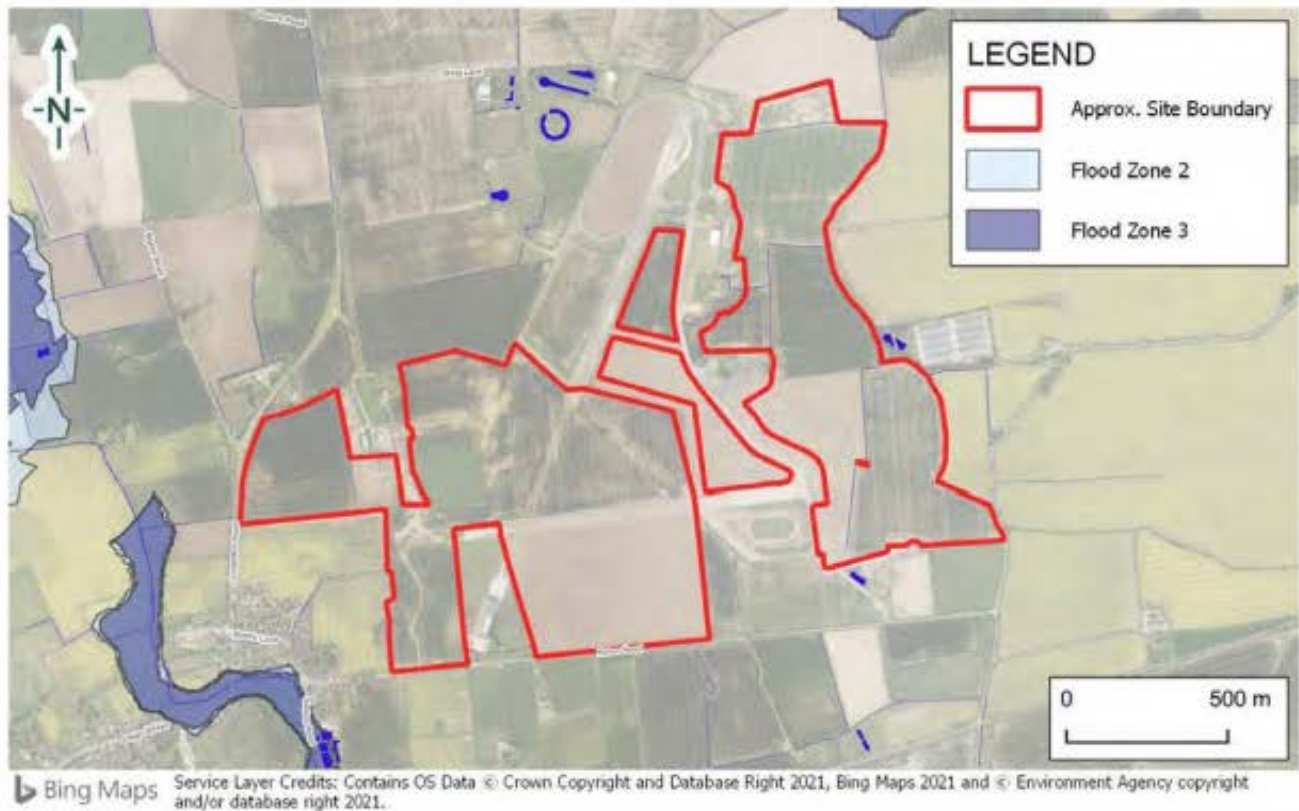 N
LEGEND
Approx. Site Boundary
Flood Zone 2
Flood Zone 3
0 500 m
Bing Maps
Service Layer Credits: Contains OS Data © Crown Copyright and Database Right 2021, Bing Maps 2021 and © Environment Agency copyright
and/or database right 2021.